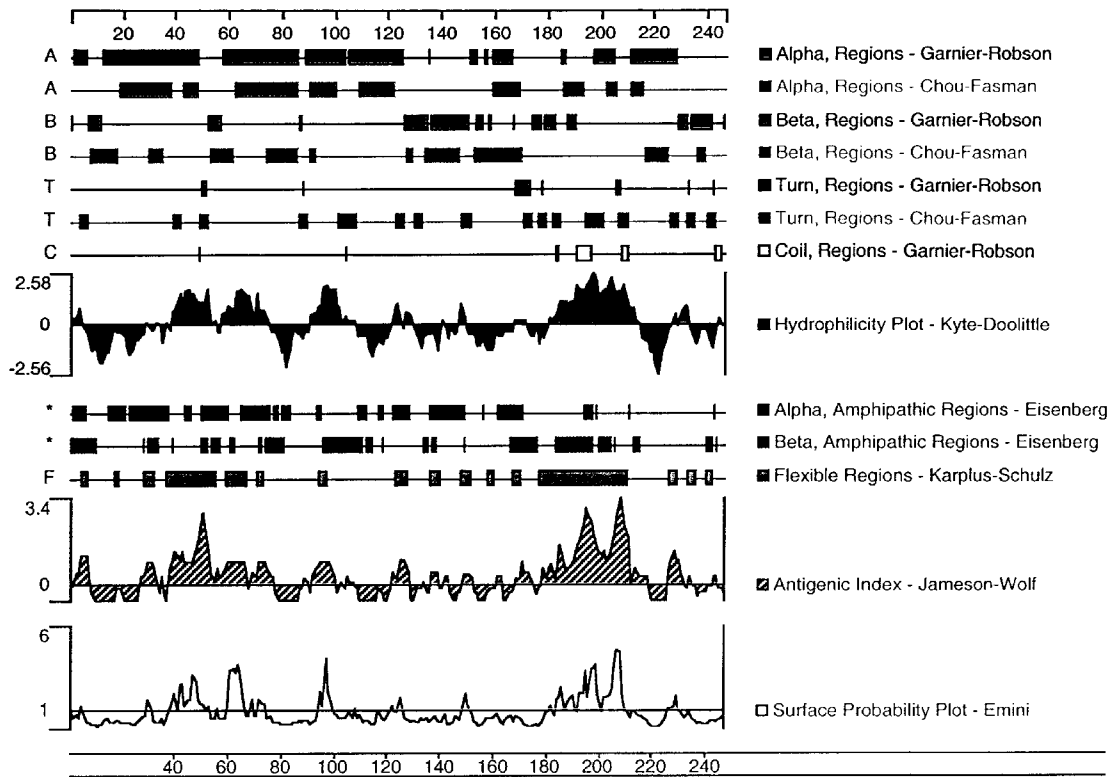 20 40 60 80 100 120 140 160 180 200 220 240
A Alpha, Regions - Garnier-Robson
A Alpha, Regions - Chou-Fasman
B Beta, Regions - Garnier-Robson
B Beta, Regions - Chou-Fasman
T Turn, Regions - Garnier-Robson
T Turn, Regions - Chou-Fasman
C Coil, Regions - Garnier-Robson
2.58
0 Hydrophilicity Plot - Kyte-Doolittle
-2.56
* Alpha, Amphipathic Regions - Eisenberg
* Beta, Amphipathic Regions - Eisenberg
F Flexible Regions - Karplus-Schulz
3.4
0 Antigenic Index - Jameson-Wolf
6
1 Surface Probability Plot - Emini
40 60 80 100 120 140 160 180 200 220 240